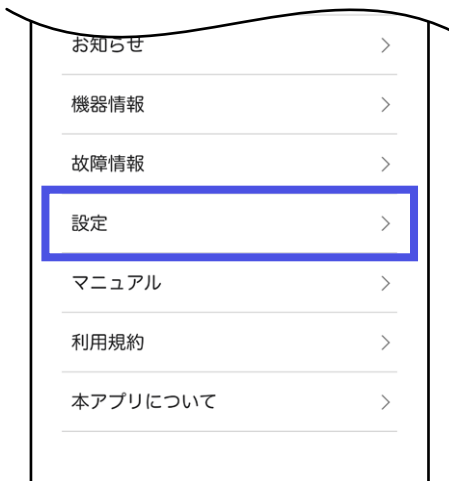 お知らせ
機器情報
故障情報
設定
マニュアル
利用規約
本アプリについて